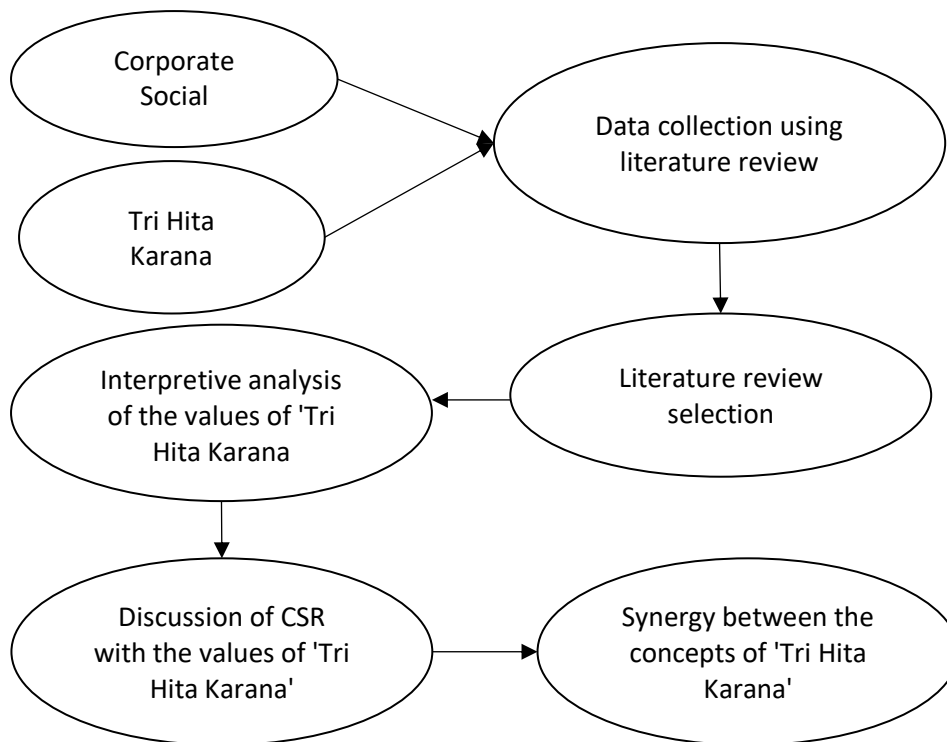 Corporate
Social
Data collection using
literature review
Tri Hita
Karana
Literature review
selection
Interpretive analysis
of the values of 'Tri
Hita Karana
Discussion of CSR
with the values of 'Tri
Hita Karana'
Synergy between the
concepts of 'Tri Hita
Karana'